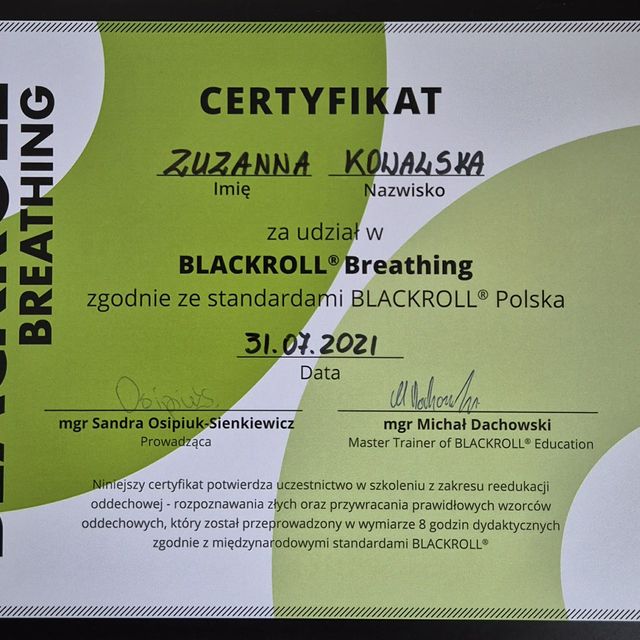 BLACKROLL
BREATHING
CERTYFIKAT
ZUZANNA KOWALSKA
Imię Nazwisko
za udział w
BLACKROLL® Breathing
zgodnie ze standardami BLACKROLL® Polska
31.07.2021
Data
Osipiuk
M Dachowski
mgr Sandra Osipiuk-Sienkiewicz mgr Michał Dachowski
Prowadząca Master Trainer of BLACKROLL® Education
Niniejszy certyfikat potwierdza uczestnictwo w szkoleniu z zakresu reedukacji
oddechowej - rozpoznawania złych oraz przywracania prawidłowych wzorców
oddechowych, który został przeprowadzony w wymiarze 8 godzin dydaktycznych
zgodnie z międzynarodowymi standardami BLACKROLL®